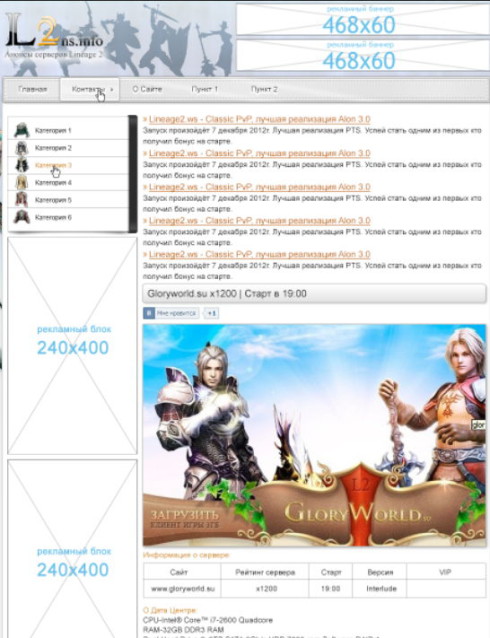 L2ns.info
Анонсы серверов Lineage 2
рекламный баннер
468x60
рекламный баннер
468x60
Главная
Контакты
О Сайте
Пункт 1
Пункт 2
Категория 1
Категория 2
Категория 3
Категория 4
Категория 5
Категория 6
» Lineage2.ws - Classic PvP, лучшая реализация Aion 3.0
Запуск произойдёт 7 декабря 2012г. Лучшая реализация PTS. Успей стать одним из первых кто
получил бонус на старте.
» Lineage2.ws - Classic PvP, лучшая реализация Aion 3.0
Запуск произойдёт 7 декабря 2012г. Лучшая реализация PTS. Успей стать одним из первых кто
получил бонус на старте.
» Lineage2.ws - Classic PvP, лучшая реализация Aion 3.0
Запуск произойдёт 7 декабря 2012г. Лучшая реализация PTS. Успей стать одним из первых кто
получил бонус на старте.
» Lineage2.ws - Classic PvP, лучшая реализация Aion 3.0
Запуск произойдёт 7 декабря 2012г. Лучшая реализация PTS. Успей стать одним из первых кто
получил бонус на старте.
» Lineage2.ws - Classic PvP, лучшая реализация Aion 3.0
Запуск произойдёт 7 декабря 2012г. Лучшая реализация PTS. Успей стать одним из первых кто
получил бонус на старте.
рекламный блок
240x400
рекламный блок
240x400
Gloryworld.su x1200 | Старт в 19:00
В Мне нравится +1
L2
GLORYWORLD
ЗАГРУЗИТЬ
КЛИЕНТ ИГРЫ
Информация о сервере:
Сайт Рейтинг сервера Старт Версия VIP
www.gloryworld.su x1200 19:00 Interlude
О Дата Центре:
CPU-Intel® Core™ i7-2600 Quadcore
RAM-32GB DDR3 RAM